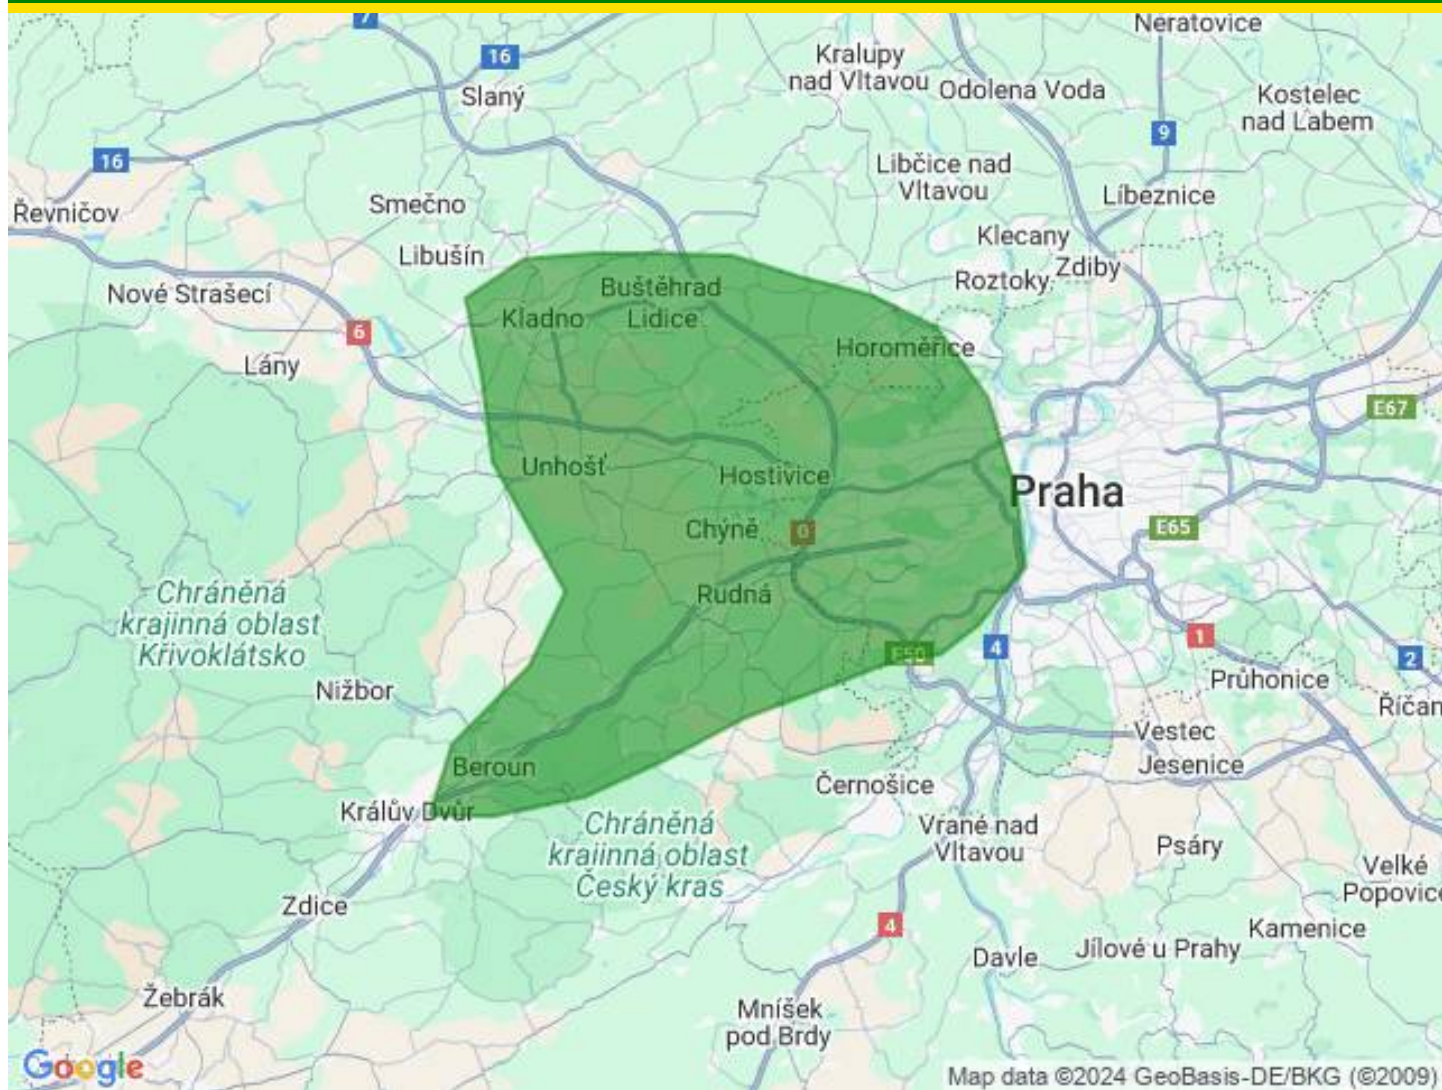 7
Neratovice
16
Kralupy
nad Vltavou
Odolena Voda
Slaný
Kostelec
nad Labem
9
16
Libčice nad
Vltavou
Líbeznice
Řevničov
Smečno
Klecany
Libušín
Zdiby
Roztoky
Nové Strašecí
Buštěhrad
Kladno
Lidice
6
Horoměřice
Lány
E67
Unhošť
Hostivice
Praha
Chýně
0
E65
Chráněná
krajinná oblast
Křivoklátsko
Rudná
1
4
E50
2
Nižbor
Průhonice
Říčan
Vestec
Beroun
Jesenice
Černošice
Králův Dvůr
Chráněná
krajinná oblast
Český kras
Vrané nad
Vltavou
Psáry
Velké
Popovice
Zdice
4
Kamenice
Jílové u Prahy
Davle
Žebrák
Mníšek
pod Brdy
Google
Map data ©2024 GeoBasis-DE/BKG (©2009)